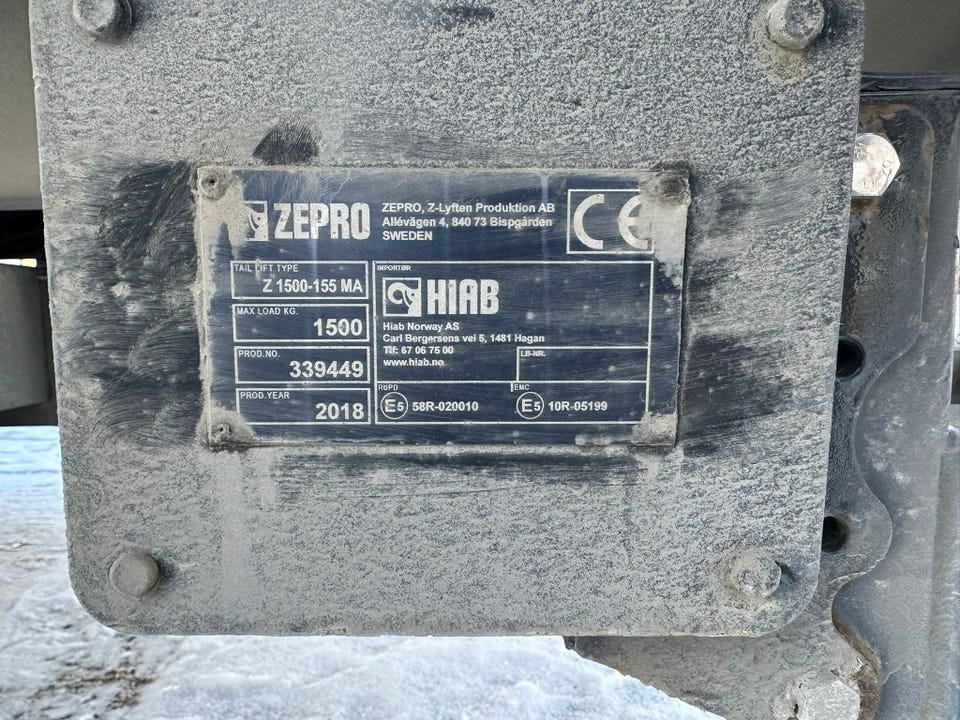 ZEPRO
ZEPRO, Z-Lyften Produktion AB
Allévägen 4, 840 73 Bispgården
SWEDEN
CE
TAIL LIFT TYPE
Z 1500-155 MA
MAX LOAD KG.
1500
PROD.NO.
339449
PROD.YEAR
2018
IMPORTØR
HIAB
Hiab Norway AS
Carl Bergersens vei 5, 1481 Hagan
Tlf: 67 06 75 00
www.hiab.no
LB-NR.
RUPD
E5 58R-020010
EMC
E5 10R-05199